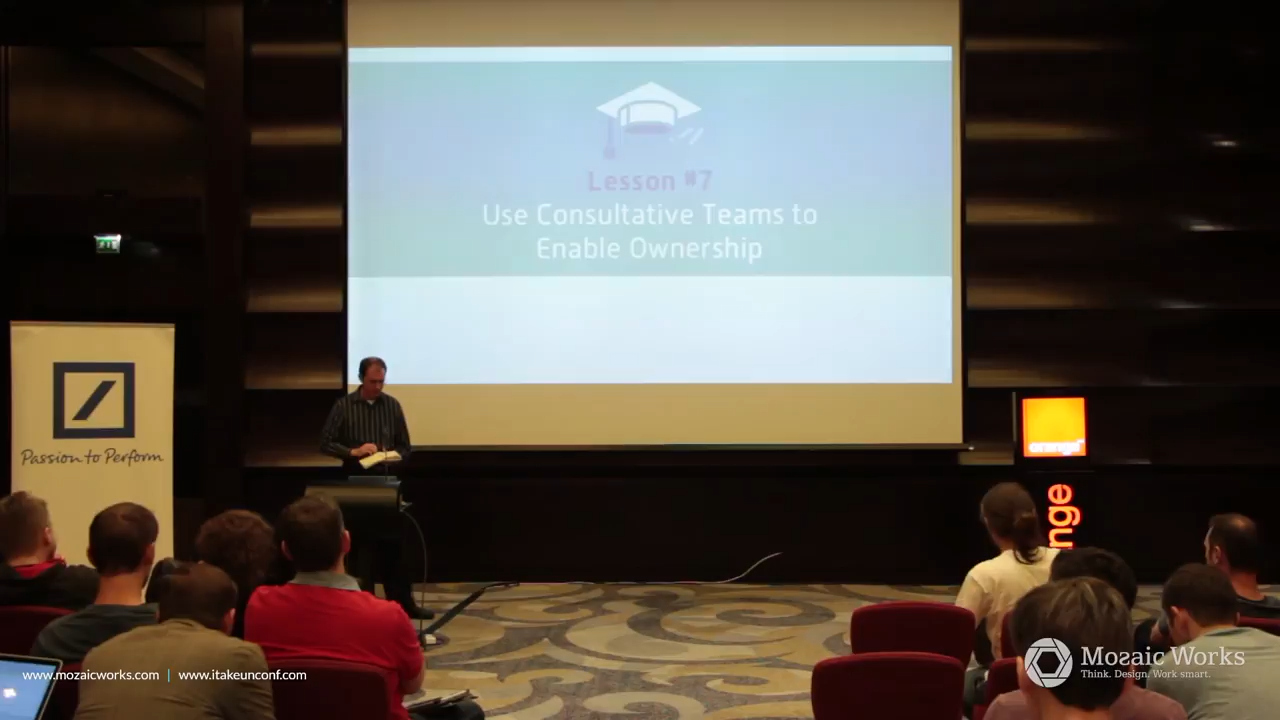 Lesson #7
Use Consultative Teams to
Enable Ownership
Passion to Perform
orange™
nge
www.mozaicworks.com | www.itakeunconf.com
Mozaic Works
Think. Design. Work smart.